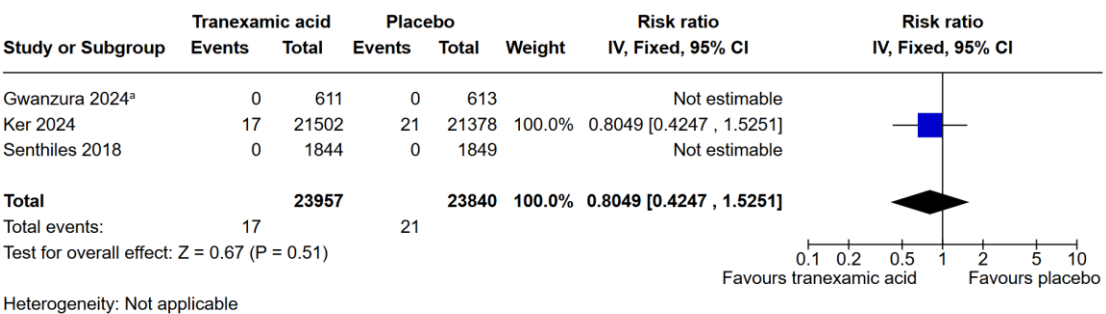 Tranexamic acid Placebo Risk ratio Risk ratio
Study or Subgroup Events Total Events Total Weight IV, Fixed, 95% CI IV, Fixed, 95% CI
Gwanzura 2024ᵃ 0 611 0 613 Not estimable
Ker 2024 17 21502 21 21378 100.0% 0.8049 [0.4247 , 1.5251]
Senthiles 2018 0 1844 0 1849 Not estimable
Total 23957 23840 100.0% 0.8049 [0.4247 , 1.5251]
Total events: 17 21
Test for overall effect: Z = 0.67 (P = 0.51)
0.1 0.2 0.5 1 2 5 10
Favours tranexamic acid Favours placebo
Heterogeneity: Not applicable